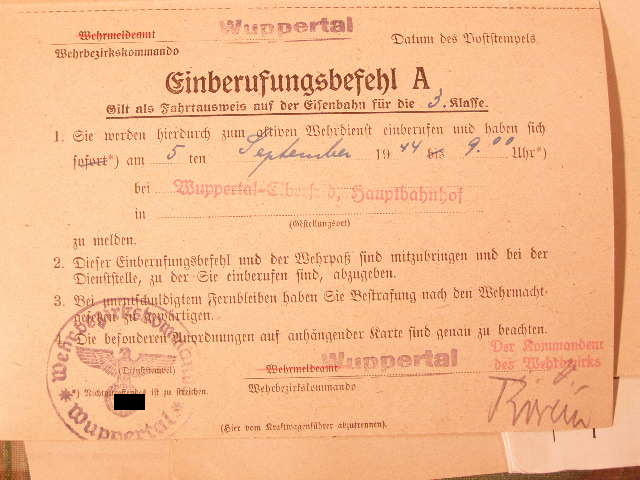 Wehrmeldeamt Wuppertal
Wehrbezirkskommando
Datum des Poststempels
Einberufungsbefehl A
Gilt als Fahrtausweis auf der Eisenbahn für die 3. Klasse.
1. Sie werden hierdurch zum aktiven Wehrdienst einberufen und haben sich
sofort*) am 5 ten September 1944 bis 9.00 Uhr*)
bei Wuppertal-Elberfeld, Hauptbahnhof
in
(Gestellungsort)
zu melden.
2. Dieser Einberufungsbefehl und der Wehrpaß sind mitzubringen und bei der
Dienststelle, zu der Sie einberufen sind, abzugeben.
3. Bei unentschuldigtem Fernbleiben haben Sie Bestrafung nach den Wehrmacht-
gesetzen zu gewärtigen.
Die besonderen Anordnungen auf anhängender Karte sind genau zu beachten.
Wehrbezirkskommando
Wuppertal
(Dienststempel)
*) Nichtzutreffendes ist zu streichen.
Wehrmeldeamt Wuppertal
Wehrbezirkskommando
Der Kommandeur
des Wehrbezirks
(Hier vom Kraftwagenführer abzutrennen).